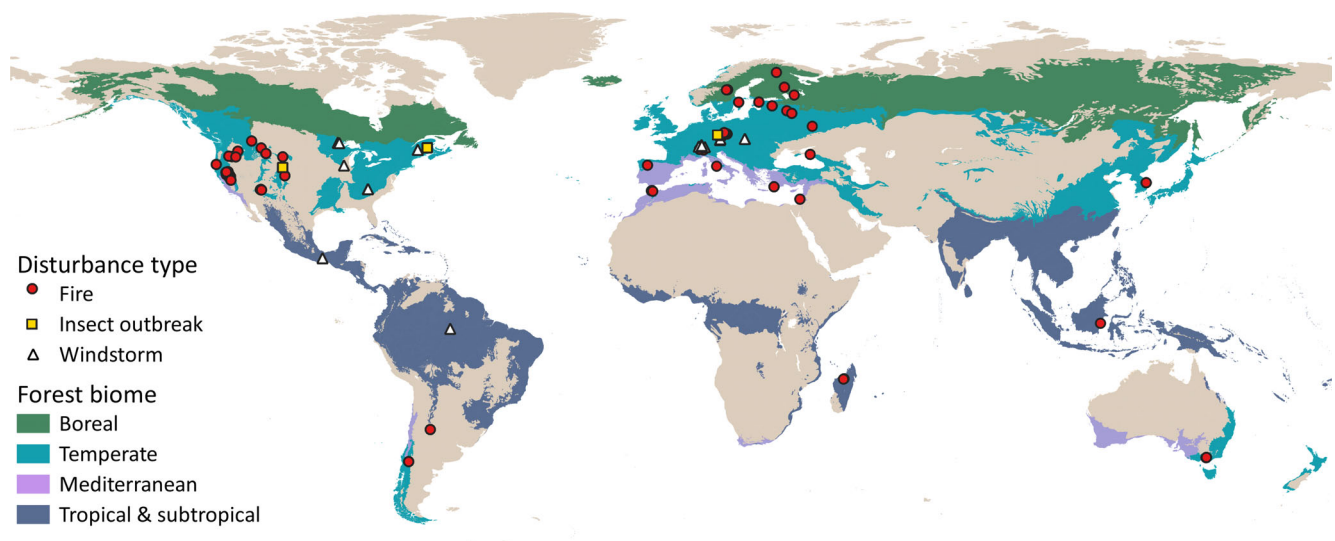 Disturbance type
Fire
Insect outbreak
Windstorm
Forest biome
Boreal
Temperate
Mediterranean
Tropical & subtropical